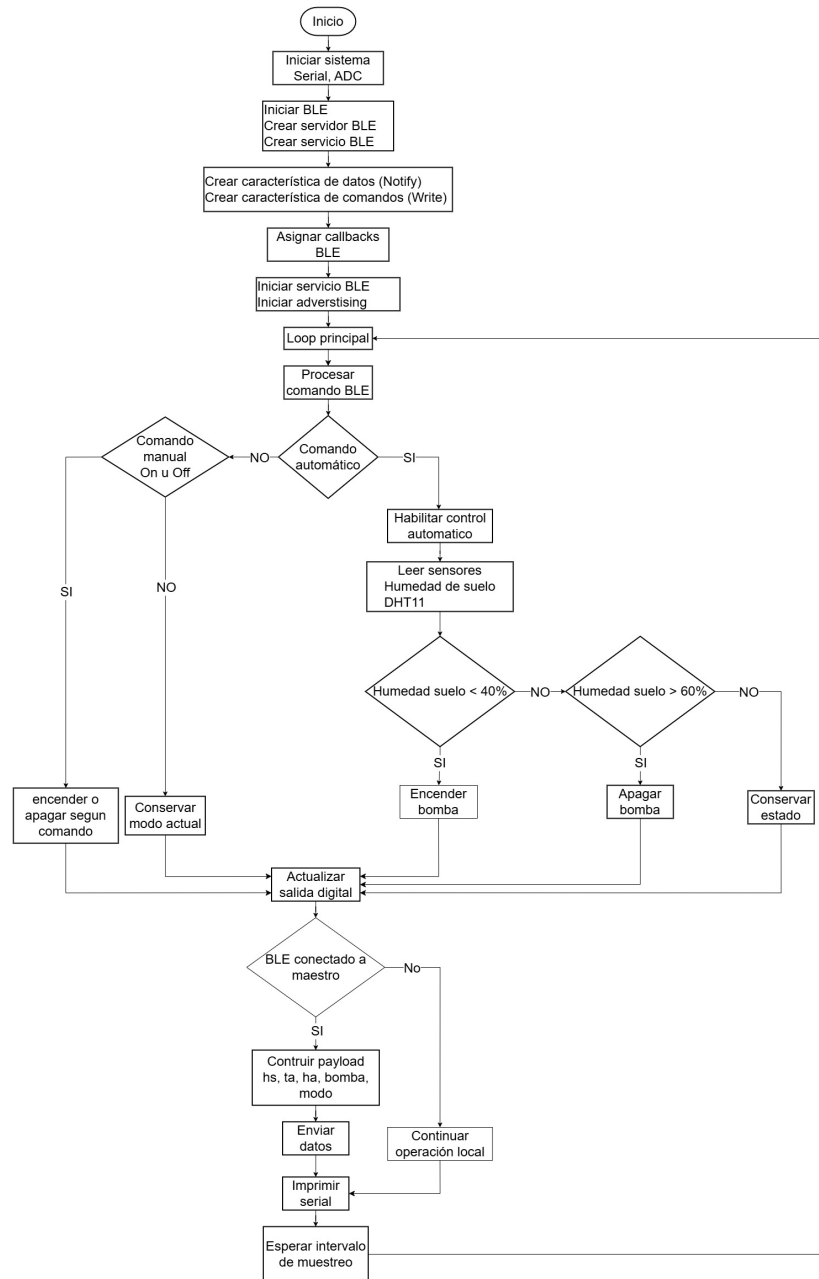 Inicio
Iniciar sistema
Serial, ADC
Iniciar BLE
Crear servidor BLE
Crear servicio BLE
Crear característica de datos (Notify)
Crear característica de comandos (Write)
Asignar callbacks
BLE
Iniciar servicio BLE
Iniciar adverstising
Loop principal
Procesar
comando BLE
Comando
automático
NO
SI
Comando
manual
On u Off
SI
NO
Habilitar control
automatico
Leer sensores
Humedad de suelo
DHT11
Humedad suelo < 40%
NO
Humedad suelo > 60%
NO
SI
SI
encender o
apagar segun
comando
Conservar
modo actual
Encender
bomba
Apagar
bomba
Conservar
estado
Actualizar
salida digital
BLE conectado a
maestro
No
SI
Contruir payload
hs, ta, ha, bomba,
modo
Enviar
datos
Continuar
operación local
Imprimir
serial
Esperar intervalo
de muestreo